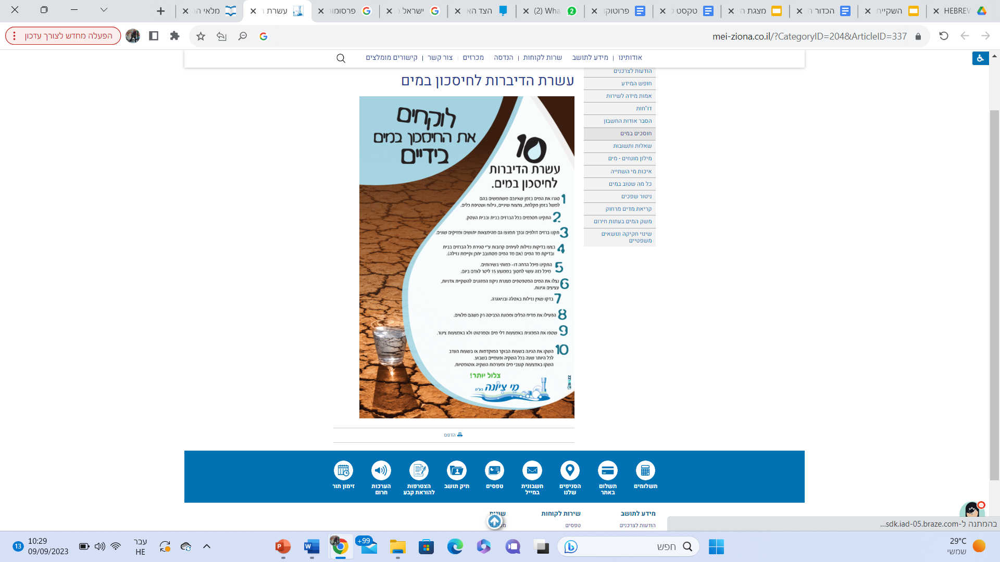 HEBREW
השקיית
הכדור ה
מצגת ה
טקסט כ
פרוטוקו
(2) Wha
הצד הא
ישראל כ
פרסומו
עשרת ה
מלאי הס
mei-ziona.co.il/?CategoryID=204&ArticleID=337
הפעלה מחדש לצורך עדכון
אודותינו | מידע לתושב שרות לקוחות | הנדסה | מכרזים | צור קשר | קישורים מומלצים
הודעות לצרכנים
חופש המידע
אמות מידה לשירות
דו"חות
הסבר אודות החשבון
חוסכים במים
שאלות ותשובות
מילון מונחים - מים
איכות מי השתייה
כל מה שטוב במים
ניטור שפכים
קריאת מדים מרחוק
משק המים בעתות חירום
שינוי חקיקה ונושאים
משפטיים
עשרת הדיברות לחיסכון במים
לוקחים
את החיסכון במים
בידיים
10
עשרת הדיברות
לחיסכון במים.
1 סגרו את המים בזמן שאינכם משתמשים בהם
למשל בזמן מקלחת, צחצוח שיניים, גילוח ושטיפת כלים.
2 התקינו חסכמים בכל הברזים בבית ובבית העסק.
3 תקנו ברזים דולפים ובכך תמנעו גם מהימצאות יתושים ומזיקים שונים.
4 בצעו בדיקות נזילות לעיתים קרובות ע"י סגירת כל הברזים בבית
ובדיקת מד המים (אם מד המים מסתובב יתכן וקיימת נזילה).
5 התקינו מיכל הדחה דו- כמותי בשירותים.
מיכל כזה עשוי לחסוך בממוצע 15 ליטר לאדם ביום.
6 נצלו את המים המטפטפים מצנרת ניקוז המזגנים להשקיית אדניות,
עציצים וגינות.
7 בדקו שאין נזילות באסלה ובניאגרה.
8 הפעילו את מדיח הכלים ומכונת הכביסה רק כשהם מלאים.
9 שטפו את המכונית באמצעות דלי מים וסמרטוט ולא באמצעות צינור.
10 השקו את הגינה בשעות הבוקר המוקדמות או בשעות הערב
לכל היותר שעה בכל השקיה ופעמיים בשבוע.
השקו באמצעות קוצבי מים ומערכות השקיה אוטומטיות.
צלול יותר!
מי ציונה בע"מ
הדפס
תשלומים
תשלום
באתר
הסניפים
שלנו
חשבונית
במייל
טפסים
תיק תושב
הצטרפות
להוראת קבע
הערכות
חרום
זימון תור
מידע לתושב
הודעות לצרכנים
שירות לקוחות
טפסים
בהמתנה ל-sdk.iad-05.braze.com...
29°C
שמשי
חפש
99+
עבר
HE
10:29
09/09/2023
13